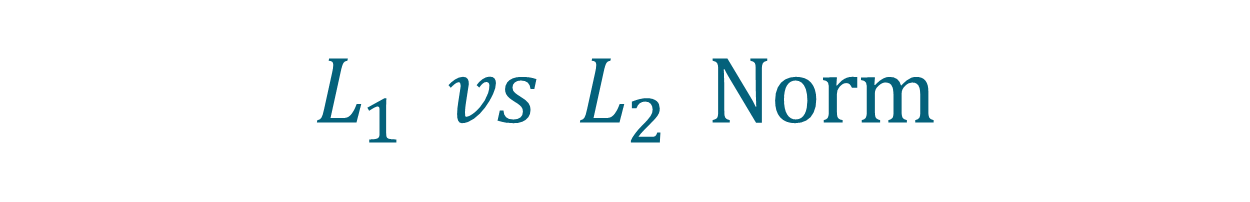 L₁ vs L₂ Norm